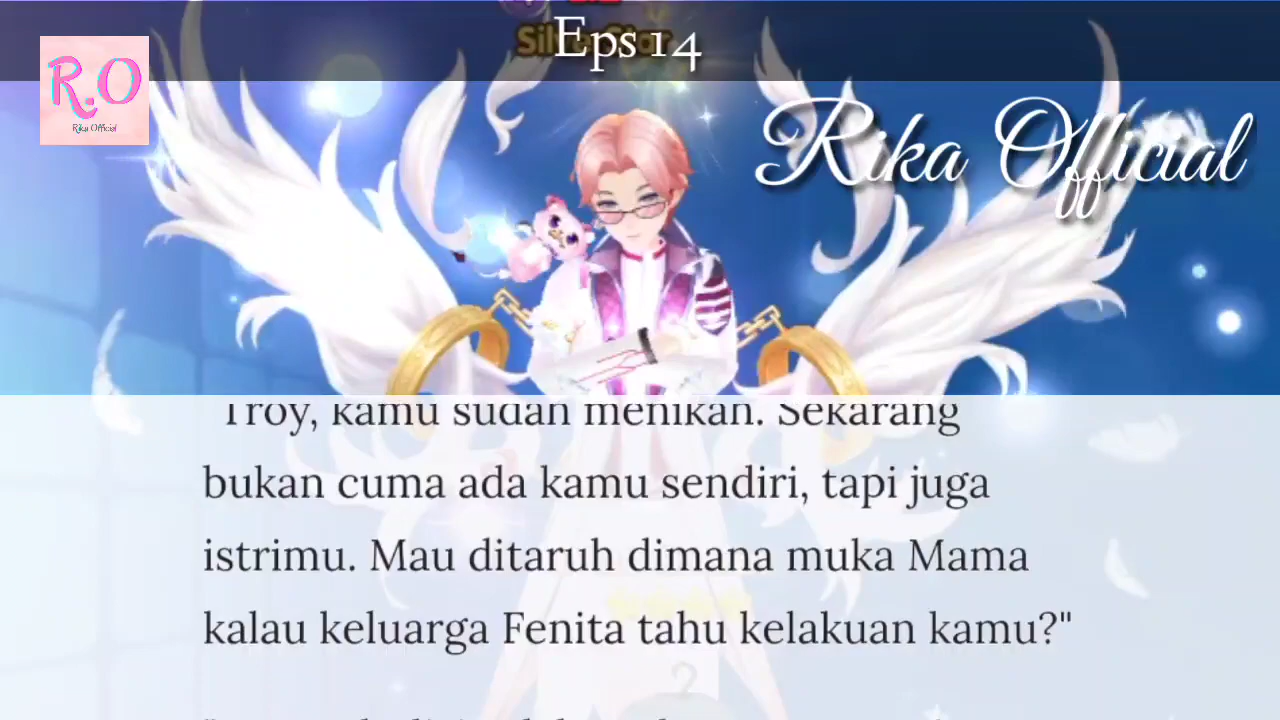 Eps 14
R.O
Rika Official
Rika Official
"Troy, kamu sudah menikah. Sekarang
bukan cuma ada kamu sendiri, tapi juga
istrimu. Mau ditaruh dimana muka Mama
kalau keluarga Fenita tahu kelakuan kamu?"